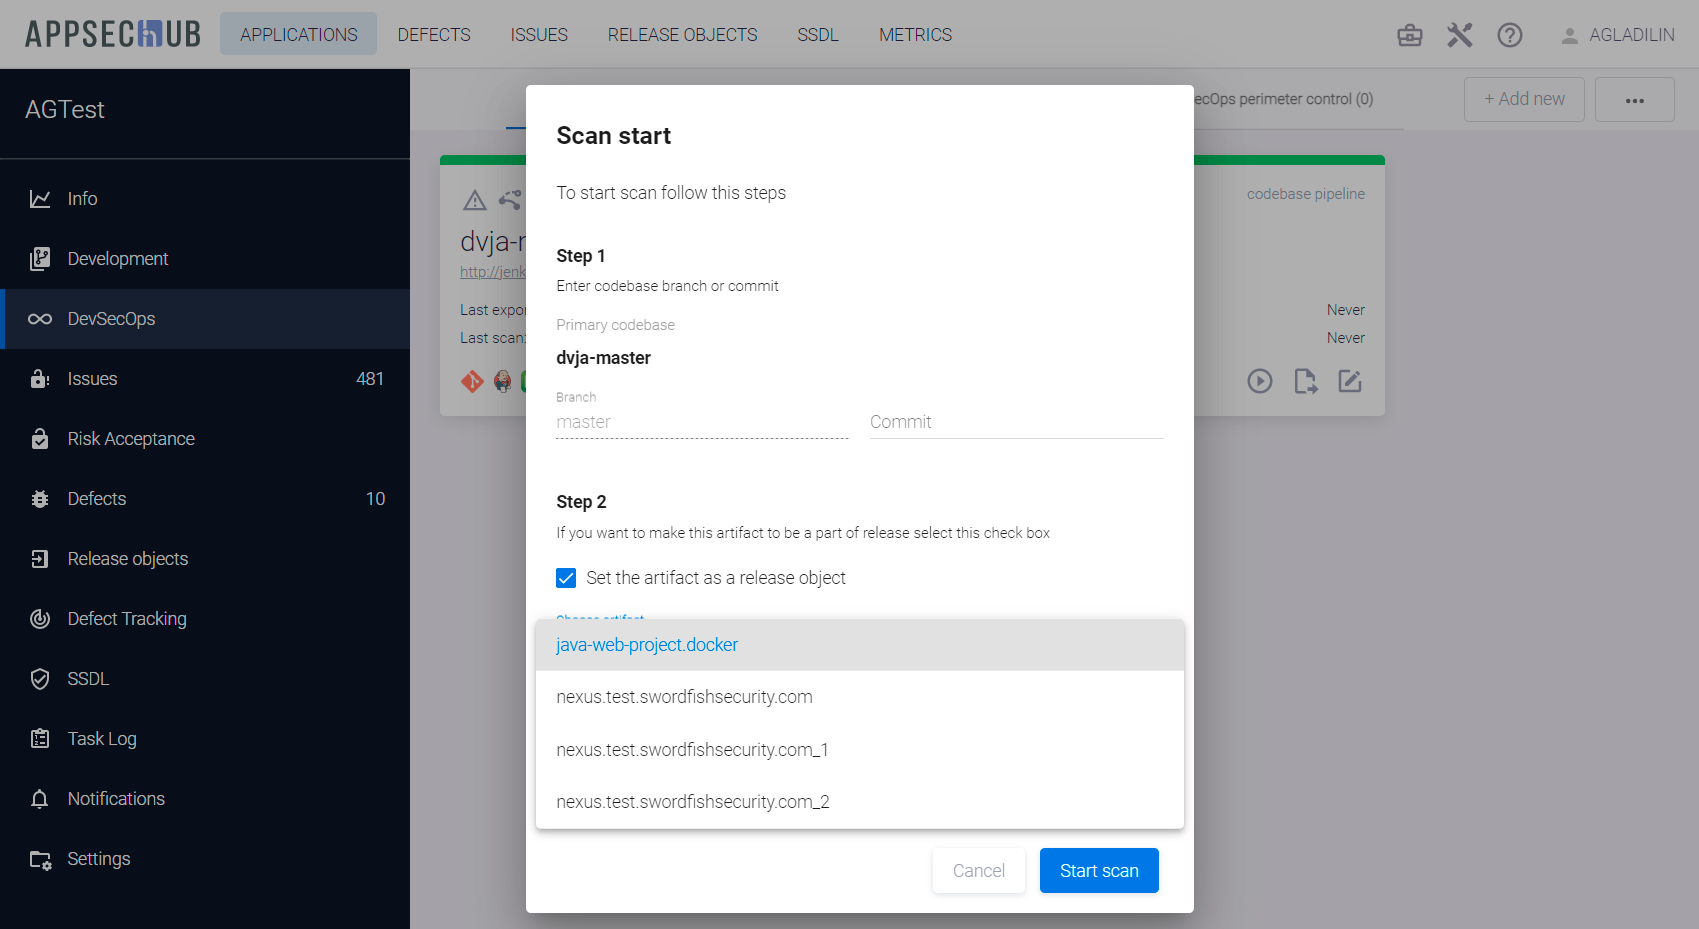 APPSECHUB
APPLICATIONS
DEFECTS
ISSUES
RELEASE OBJECTS
SSDL
METRICS
AGLADILIN
AGTest
Info
Development
DevSecOps
Issues 481
Risk Acceptance
Defects 10
Release objects
Defect Tracking
SSDL
Task Log
Notifications
Settings
perimeter control (0)
+ Add new
codebase pipeline
http://jenk
Last
Never
Last scan:
Never
Scan start
To start scan follow this steps
Step 1
Enter codebase branch or commit
Primary codebase
dvja-master
Branch
master
Commit
Step 2
If you want to make this artifact to be a part of release select this check box
Set the artifact as a release object
Choose artifact
java-web-project.docker
nexus.test.swordfishsecurity.com
nexus.test.swordfishsecurity.com_1
nexus.test.swordfishsecurity.com_2
Cancel
Start scan